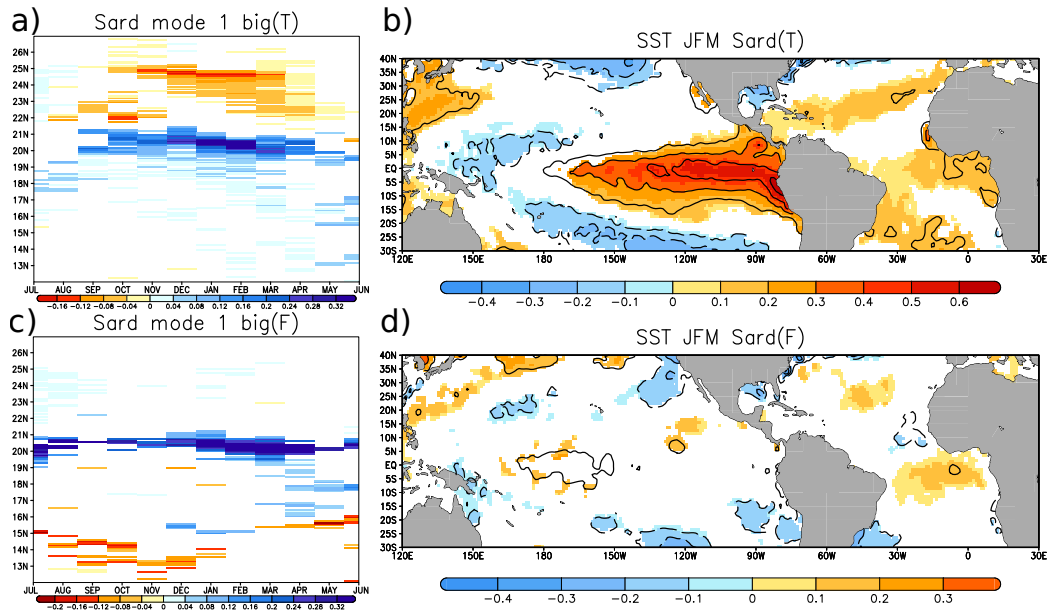 a)
Sard mode 1 big(T)
26N
25N
24N
23N
22N
21N
20N
19N
18N
17N
16N
15N
14N
13N
JUL AUG SEP OCT NOV DEC JAN FEB MAR APR MAY JUN
−0.16 −0.12 −0.08 −0.04 0 0.04 0.08 0.12 0.16 0.2 0.24 0.28 0.32
b)
SST JFM Sard(T)
40N
35N
30N
25N
20N
15N
10N
5N
EQ
5S
10S
15S
20S
25S
30S
120E 150E 180 150W 120W 90W 60W 30W 0 30E
−0.4 −0.3 −0.2 −0.1 0 0.1 0.2 0.3 0.4 0.5 0.6
c)
Sard mode 1 big(F)
26N
25N
24N
23N
22N
21N
20N
19N
18N
17N
16N
15N
14N
13N
JUL AUG SEP OCT NOV DEC JAN FEB MAR APR MAY JUN
−0.2 −0.16 −0.12 −0.08 −0.04 0 0.04 0.08 0.12 0.16 0.2 0.24 0.28 0.32
d)
SST JFM Sard(F)
40N
35N
30N
25N
20N
15N
10N
5N
EQ
5S
10S
15S
20S
25S
30S
120E 150E 180 150W 120W 90W 60W 30W 0 30E
−0.4 −0.3 −0.2 −0.1 0 0.1 0.2 0.3